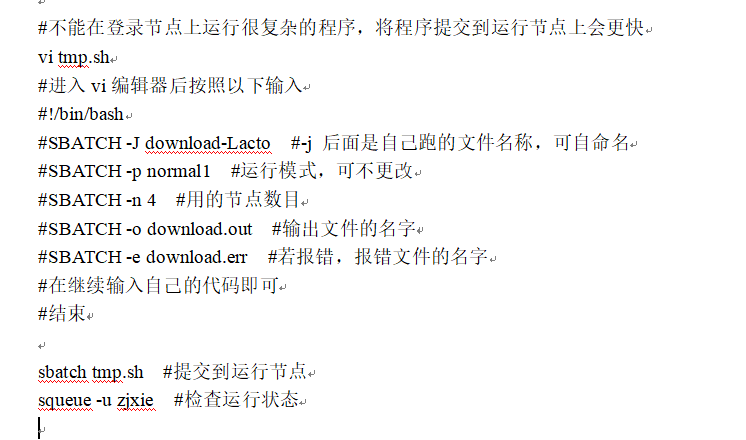 #不能在登录节点上运行很复杂的程序，将程序提交到运行节点上会更快
vi tmp.sh
#进入 vi 编辑器后按照以下输入
#!/bin/bash
#SBATCH -J download-Lacto #-j 后面是自己跑的文件名称，可自命名
#SBATCH -p normal1 #运行模式，可不更改
#SBATCH -n 4 #用的节点数目
#SBATCH -o download.out #输出文件的名字
#SBATCH -e download.err #若报错，报错文件的名字
#在继续输入自己的代码即可
#结束
sbatch tmp.sh #提交到运行节点
squeue -u zjxie #检查运行状态